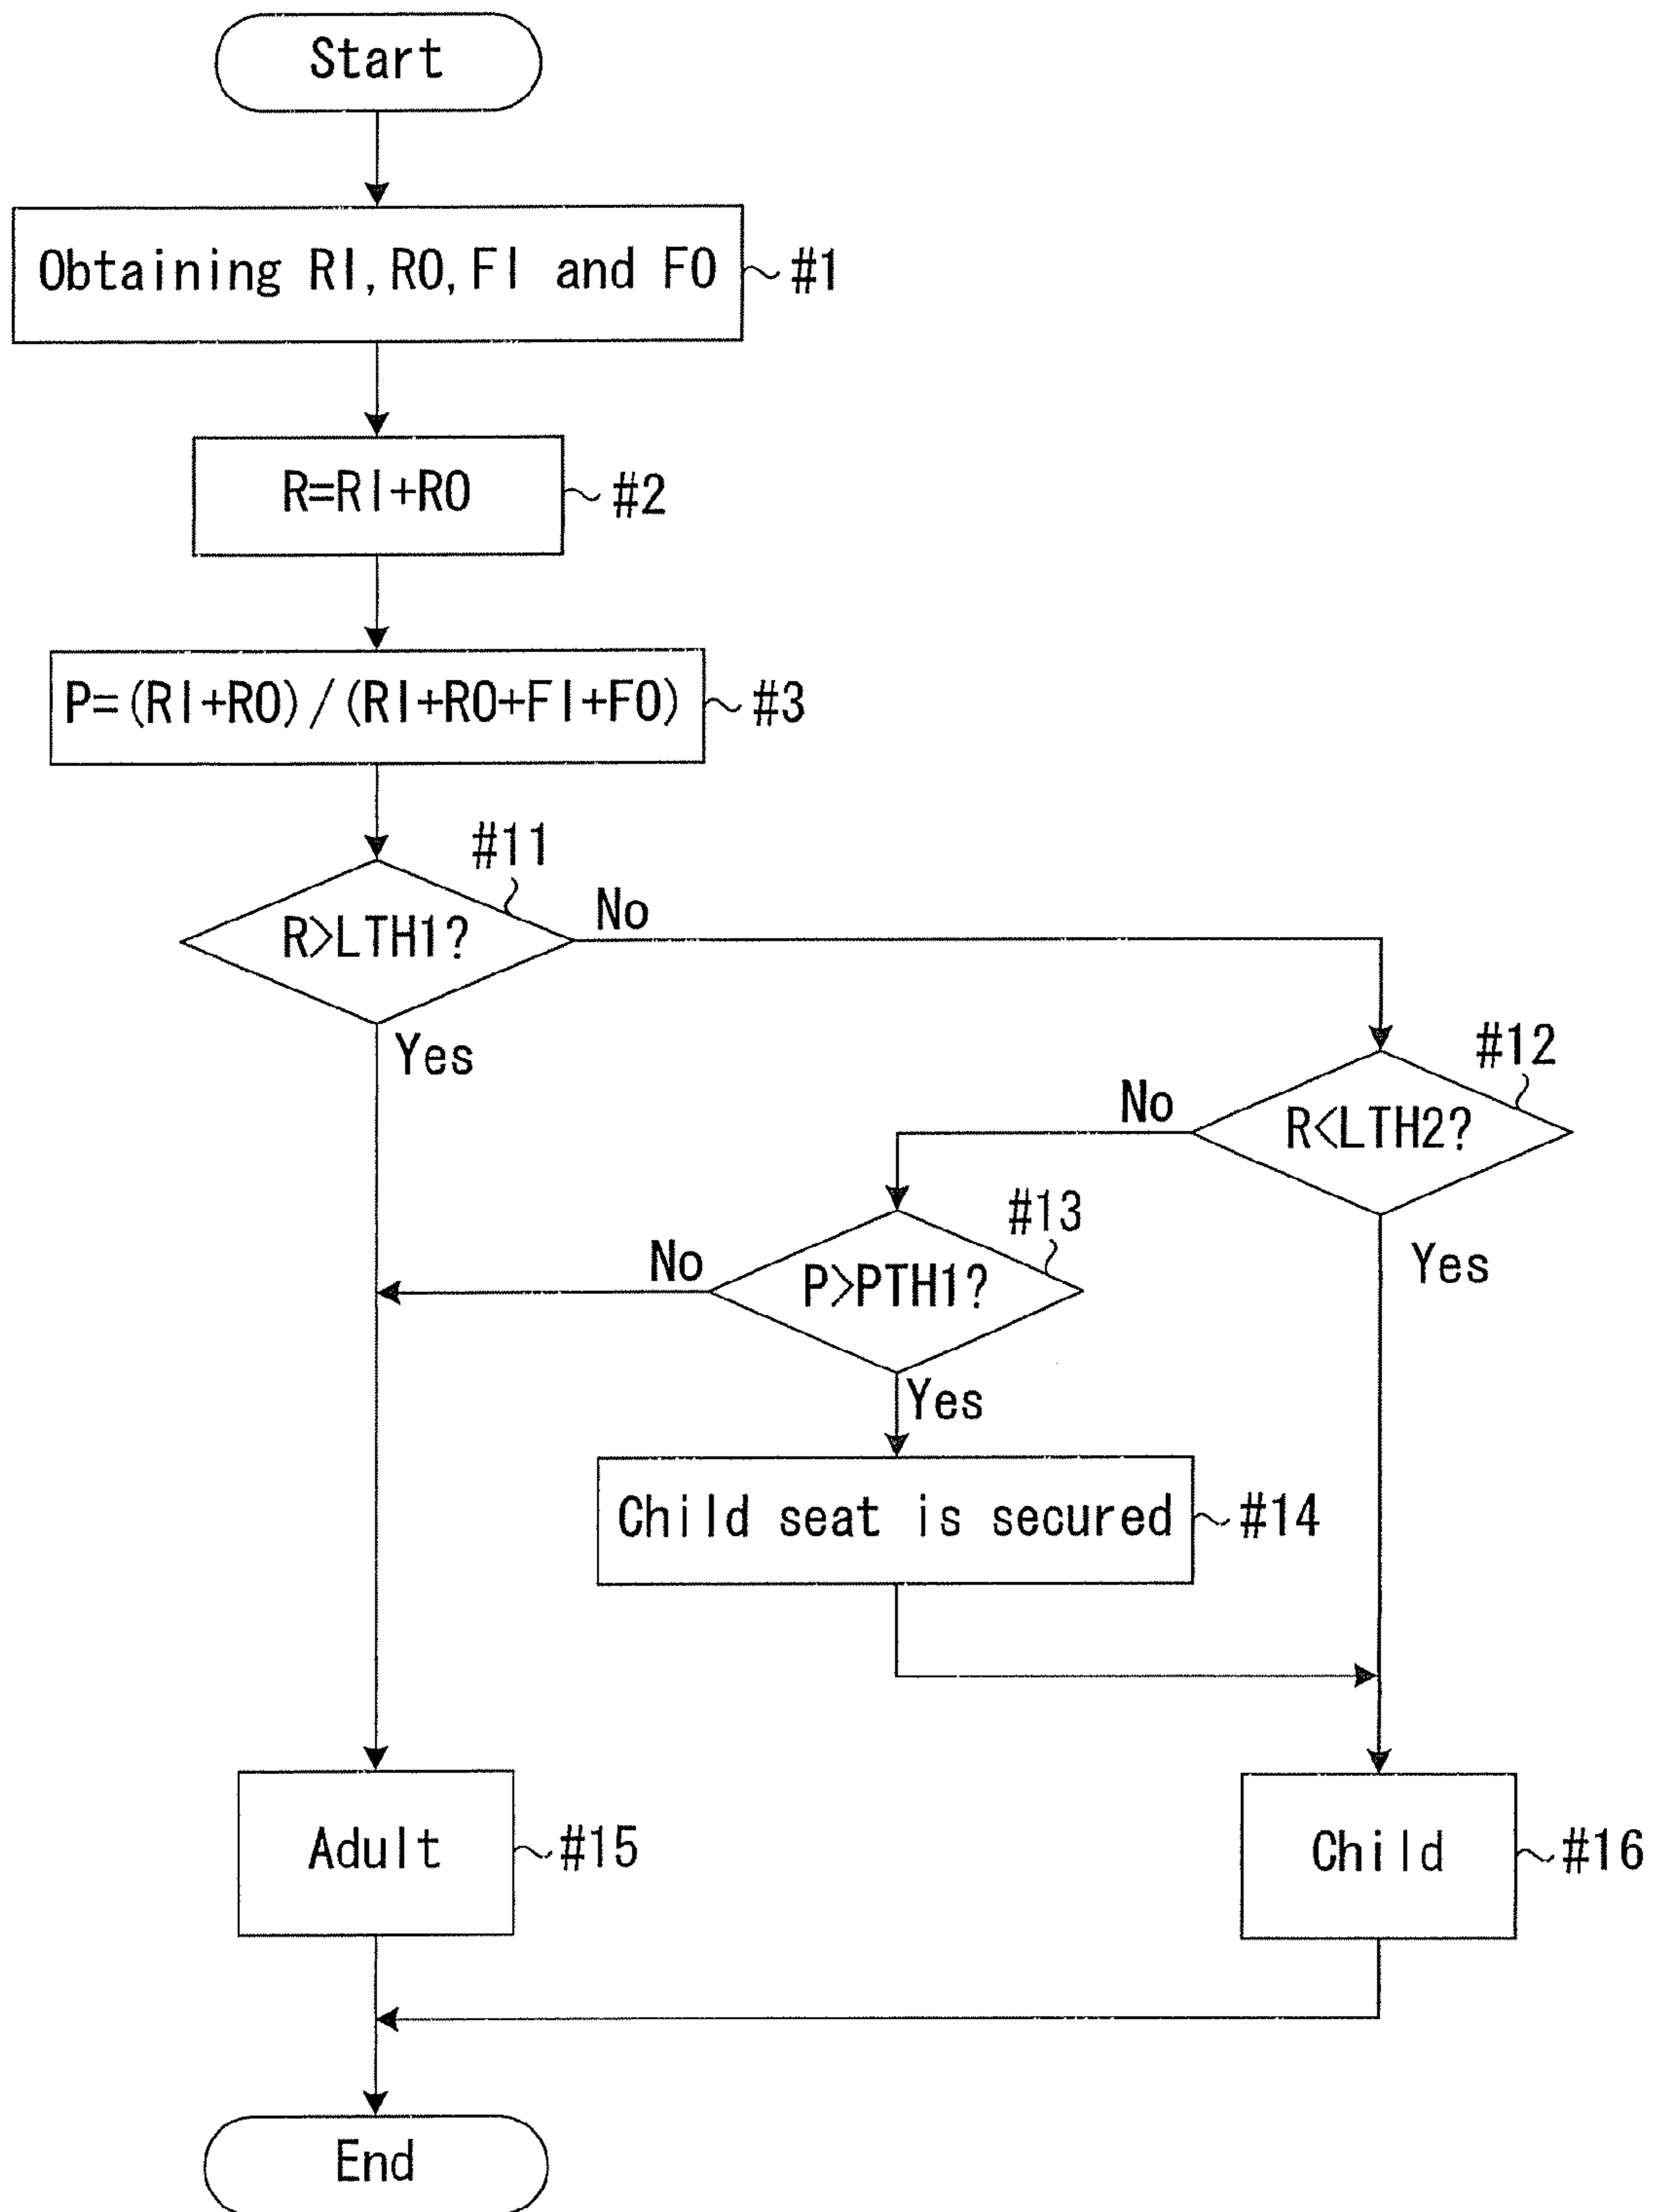 Start
Obtaining RI,RO,FI and FO
#1
R=RI+RO
#2
P=(RI+RO)/(RI+RO+FI+FO)
#3
#11
R>LTH1?
No
Yes
#12
R<LTH2?
No
Yes
#13
P>PTH1?
No
Yes
Child seat is secured
#14
Adult
#15
Child
#16
End